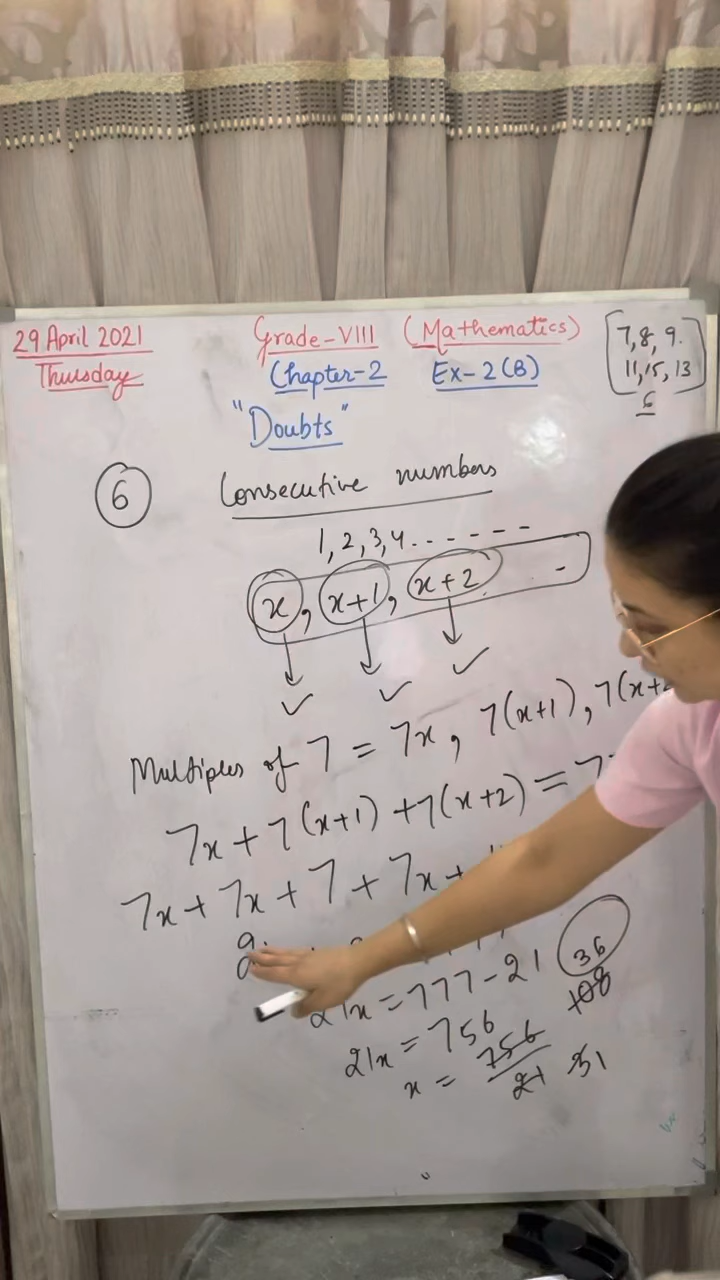 29 April 2021 Grade-VIII (Mathematics) 7, 8, 9.
Thursday Chapter-2 Ex-2(B) 11, 15, 13
"Doubts" 6
6 Consecutive numbers
1, 2, 3, 4 . . - - - -
x, x+1, x+2. -
Multiples of 7 = 7x, 7(x+1), 7(x+
7x + 7(x+1) + 7(x+2) = 7
7x + 7x + 7 + 7x +
21x = 777 - 21 36
21x = 756 108
x = 756/21 31